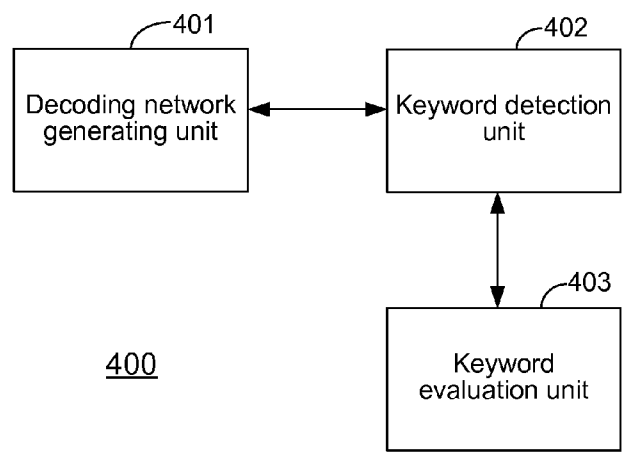 401
402
Decoding network
generating unit
Keyword detection
unit
403
400
Keyword
evaluation unit